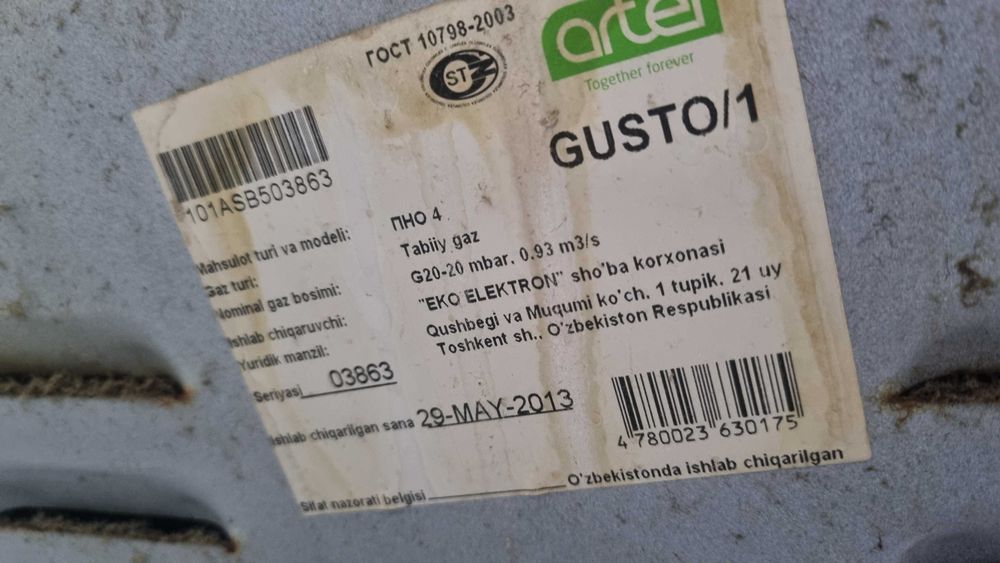 ГОСТ 10798-2003
artel
Together forever
GUSTO/1
101ASB503863
Mahsulot turi va modeli: ПНО 4
Gaz turi: Tabiiy gaz
Nominal gaz bosimi: G20-20 mbar, 0.93 m3/s
Ishlab chiqaruvchi: "EKO ELEKTRON" sho'ba korxonasi
Yuridik manzil: Qushbegi va Muqumi ko'ch. 1 tupik. 21 uy
Toshkent sh., O'zbekiston Respublikasi
Seriyasi 03863
Ishlab chiqarilgan sana 29-MAY-2013
4 780023 630175
Sifat nazorati belgisi O'zbekistonda ishlab chiqarilgan